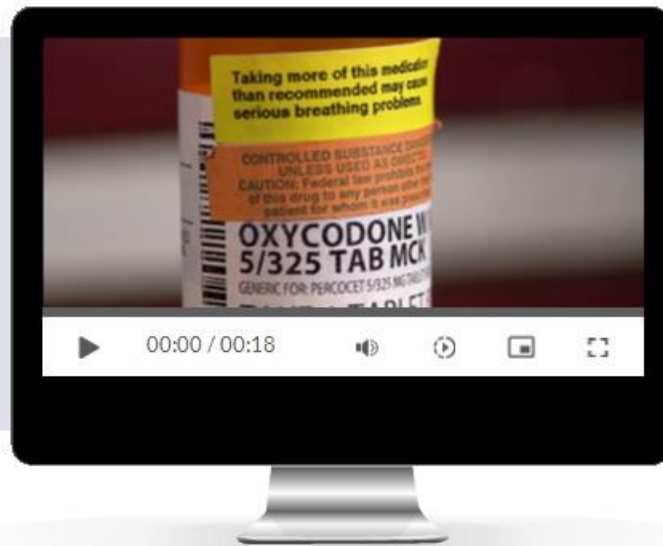 Taking more of this medication
than recommended may cause
serious breathing problems.
CONTROLLED SUBSTANCE
UNLESS USED AS DIRECTED
CAUTION: Federal law prohibits the
of this drug to any person other
patient for whom it was
OXYCODONE W
5/325 TAB MCK
GENERIC FOR: PERCOCET 5/325 MG
TABLET
00:00 / 00:18